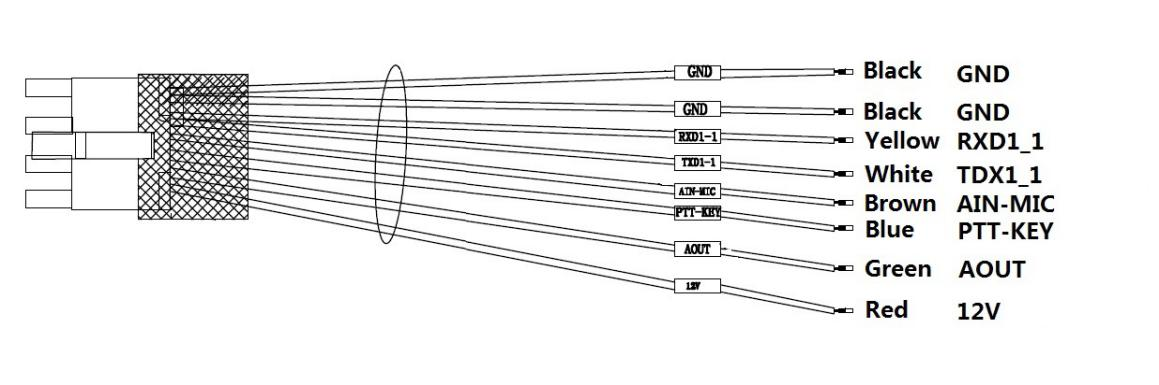 GND Black GND
GND Black GND
RXD1-1 Yellow RXD1_1
TXD1-1 White TDX1_1
AIN-MIC Brown AIN-MIC
PTT-KEY Blue PTT-KEY
AOUT Green AOUT
12V Red 12V